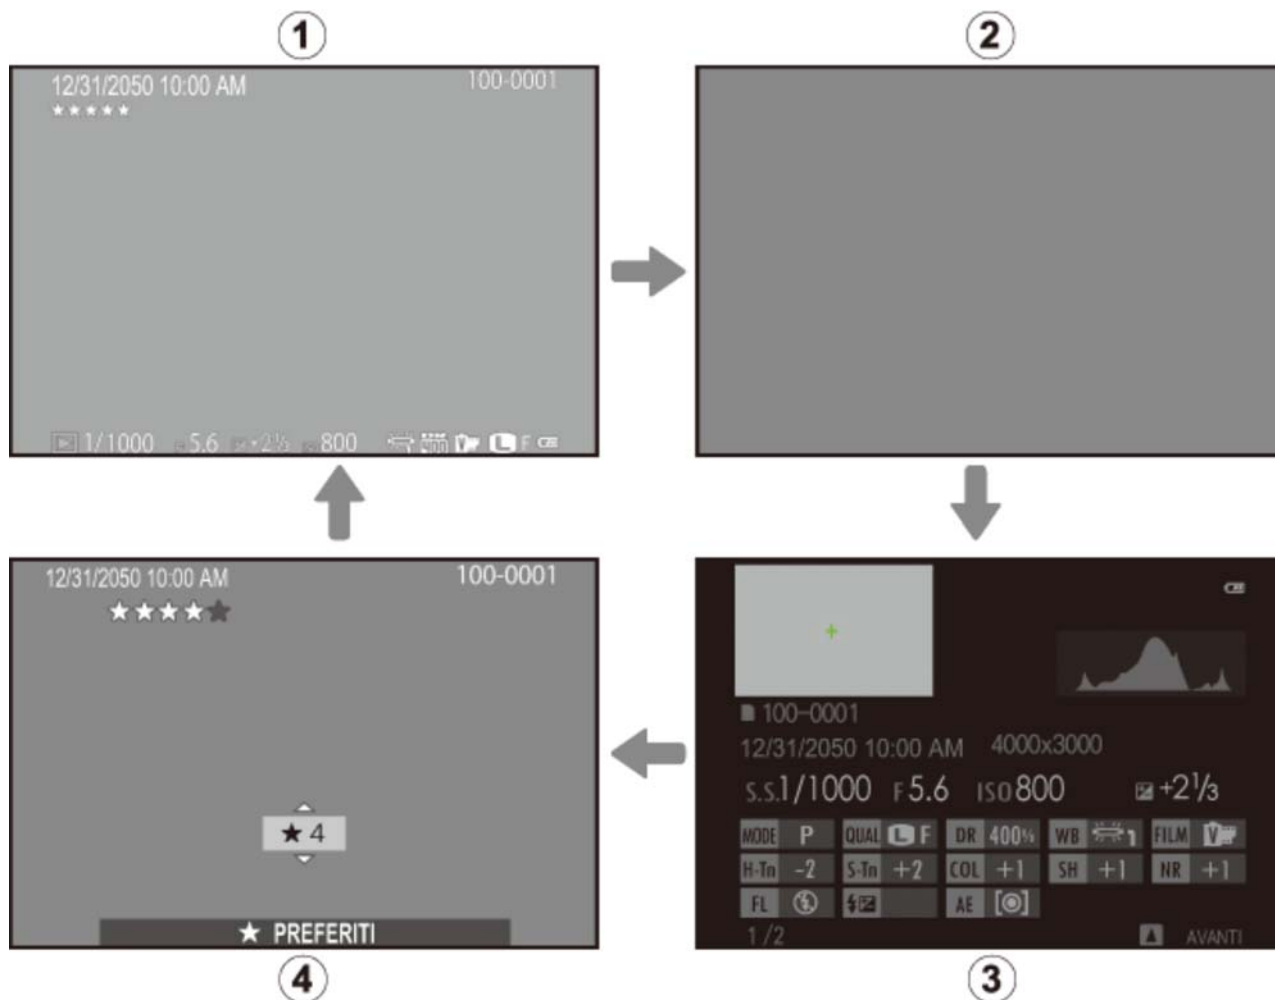 ①
②
12/31/2050 10:00 AM 100-0001
★★★★★
1/1000 5.6 2⅓ 800 400 V L F
12/31/2050 10:00 AM 100-0001
★★★★★
★ 4
★ PREFERITI
100-0001
12/31/2050 10:00 AM 4000x3000
S.S.1/1000 F5.6 ISO800 +2⅓
MODE P QUAL L F DR 400% WB 1 FILM V
H-Tn -2 S-Tn +2 COL +1 SH +1 NR +1
FL AE
1/2 AVANTI
④
③